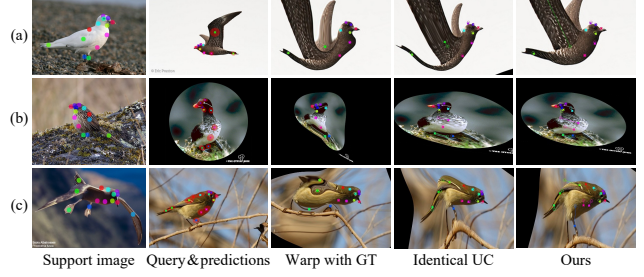 (a)
(b)
(c)
Support image Query&predictions Warp with GT Identical UC Ours